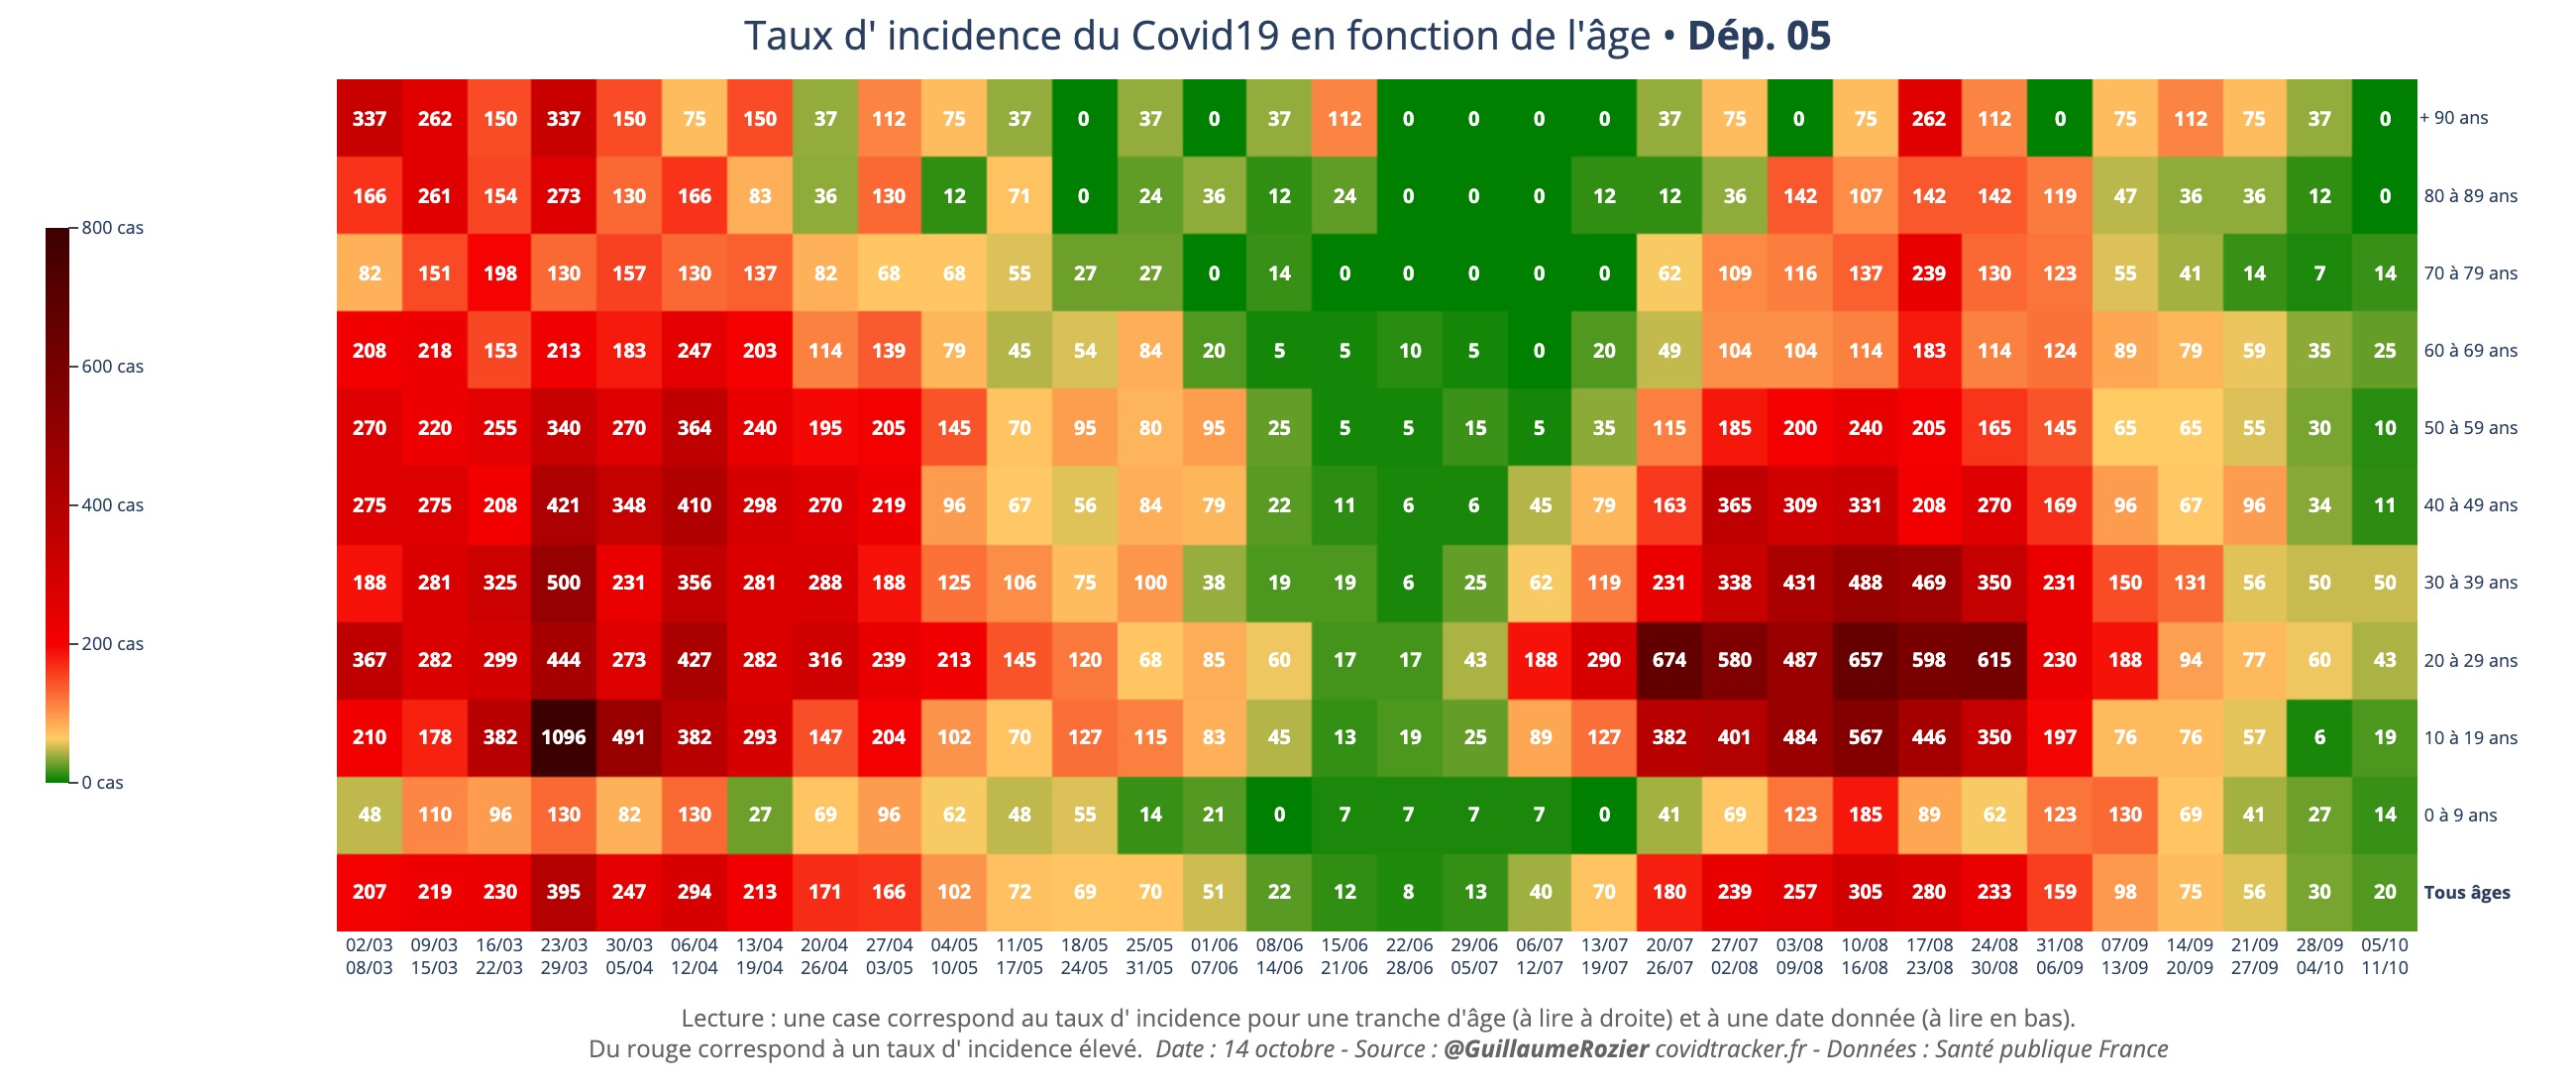 Taux d' incidence du Covid19 en fonction de l'âge • Dép. 05
800 cas
600 cas
400 cas
200 cas
0 cas
337 262 150 337 150 75 150 37 112 75 37 0 37 0 37 112 0 0 0 0 37 75 0 75 262 112 0 75 112 75 37 0 + 90 ans
166 261 154 273 130 166 83 36 130 12 71 0 24 36 12 24 0 0 0 12 12 36 142 107 142 142 119 47 36 36 12 0 80 à 89 ans
82 151 198 130 157 130 137 82 68 68 55 27 27 0 14 0 0 0 0 0 62 109 116 137 239 130 123 55 41 14 7 14 70 à 79 ans
208 218 153 213 183 247 203 114 139 79 45 54 84 20 5 5 10 5 0 20 49 104 104 114 183 114 124 89 79 59 35 25 60 à 69 ans
270 220 255 340 270 364 240 195 205 145 70 95 80 95 25 5 5 15 5 35 115 185 200 240 205 165 145 65 65 55 30 10 50 à 59 ans
275 275 208 421 348 410 298 270 219 96 67 56 84 79 22 11 6 6 45 79 163 365 309 331 208 270 169 96 67 96 34 11 40 à 49 ans
188 281 325 500 231 356 281 288 188 125 106 75 100 38 19 19 6 25 62 119 231 338 431 488 469 350 231 150 131 56 50 50 30 à 39 ans
367 282 299 444 273 427 282 316 239 213 145 120 68 85 60 17 17 43 188 290 674 580 487 657 598 615 230 188 94 77 60 43 20 à 29 ans
210 178 382 1096 491 382 293 147 204 102 70 127 115 83 45 13 19 25 89 127 382 401 484 567 446 350 197 76 76 57 6 19 10 à 19 ans
48 110 96 130 82 130 27 69 96 62 48 55 14 21 0 7 7 7 7 0 41 69 123 185 89 62 123 130 69 41 27 14 0 à 9 ans
207 219 230 395 247 294 213 171 166 102 72 69 70 51 22 12 8 13 40 70 180 239 257 305 280 233 159 98 75 56 30 20 Tous âges
02/03 09/03 16/03 23/03 30/03 06/04 13/04 20/04 27/04 04/05 11/05 18/05 25/05 01/06 08/06 15/06 22/06 29/06 06/07 13/07 20/07 27/07 03/08 10/08 17/08 24/08 31/08 07/09 14/09 21/09 28/09 05/10
08/03 15/03 22/03 29/03 05/04 12/04 19/04 26/04 03/05 10/05 17/05 24/05 31/05 07/06 14/06 21/06 28/06 05/07 12/07 19/07 26/07 02/08 09/08 16/08 23/08 30/08 06/09 13/09 20/09 27/09 04/10 11/10
Lecture : une case correspond au taux d' incidence pour une tranche d'âge (à lire à droite) et à une date donnée (à lire en bas).
Du rouge correspond à un taux d' incidence élevé. Date : 14 octobre - Source : @GuillaumeRozier covidtracker.fr - Données : Santé publique France